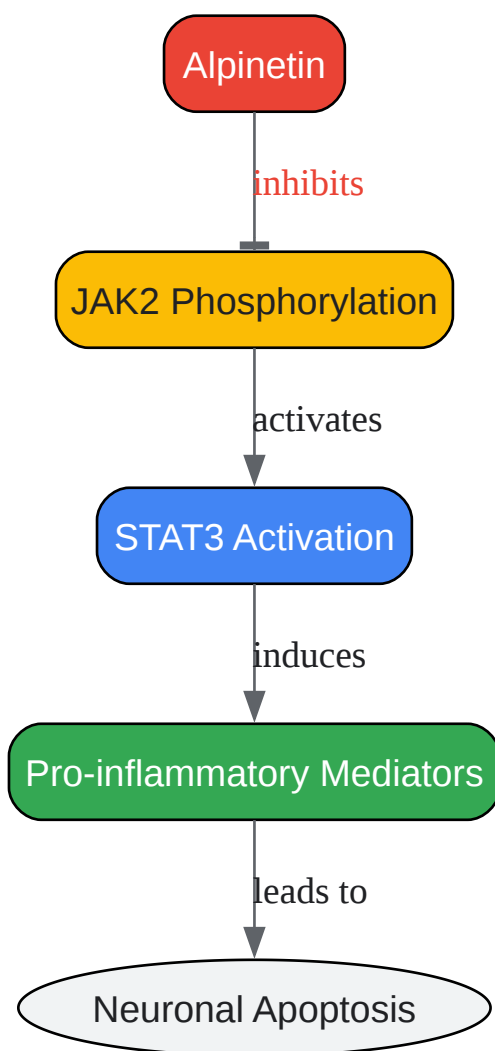 Alpinetin
inhibits
JAK2 Phosphorylation
activates
STAT3 Activation
induces
Pro-inflammatory Mediators
leads to
Neuronal Apoptosis